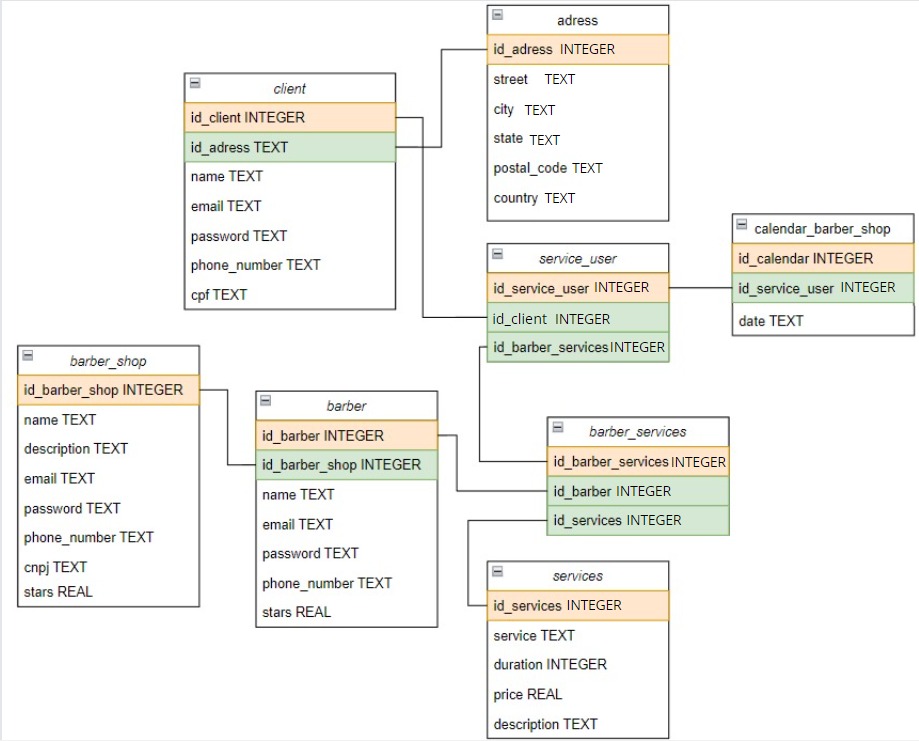 adress
id_adress INTEGER
street TEXT
city TEXT
state TEXT
postal_code TEXT
country TEXT
client
id_client INTEGER
id_adress TEXT
name TEXT
email TEXT
password TEXT
phone_number TEXT
cpf TEXT
calendar_barber_shop
id_calendar INTEGER
id_service_user INTEGER
date TEXT
service_user
id_service_user INTEGER
id_client INTEGER
id_barber_services INTEGER
barber_shop
id_barber_shop INTEGER
name TEXT
description TEXT
email TEXT
password TEXT
phone_number TEXT
cnpj TEXT
stars REAL
barber
id_barber INTEGER
id_barber_shop INTEGER
name TEXT
email TEXT
password TEXT
phone_number TEXT
stars REAL
barber_services
id_barber_services INTEGER
id_barber INTEGER
id_services INTEGER
services
id_services INTEGER
service TEXT
duration INTEGER
price REAL
description TEXT